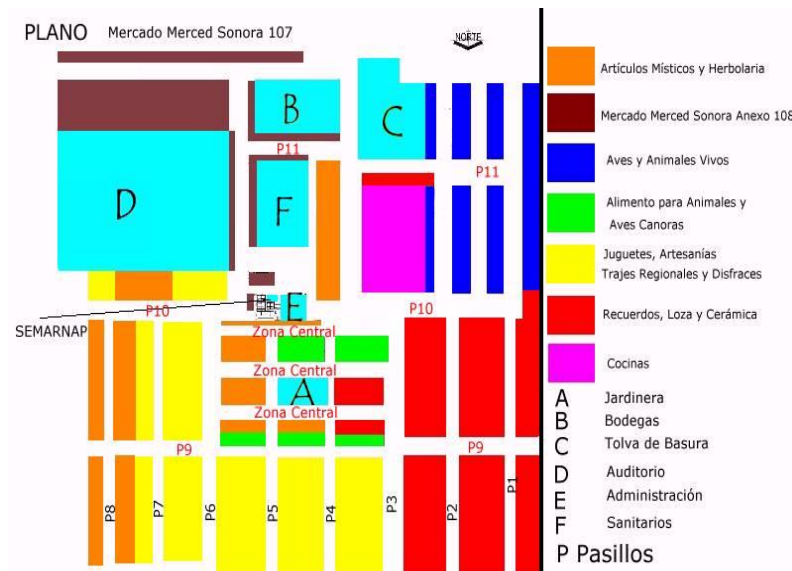 PLANO Mercado Merced Sonora 107
NORTE
B
C
P11
P11
D
F
E
P10
P10
SEMARNAP
Zona Central
Zona Central
A
Zona Central
P9
P9
P8
P7
P6
P5
P4
P3
P2
P1
Artículos Místicos y Herbolaria
Mercado Merced Sonora Anexo 108
Aves y Animales Vivos
Alimento para Animales y
Aves Canoras
Juguetes, Artesanías
Trajes Regionales y Disfraces
Recuerdos, Loza y Cerámica
Cocinas
A Jardinera
B Bodegas
C Tolva de Basura
D Auditorio
E Administración
F Sanitarios
P Pasillos